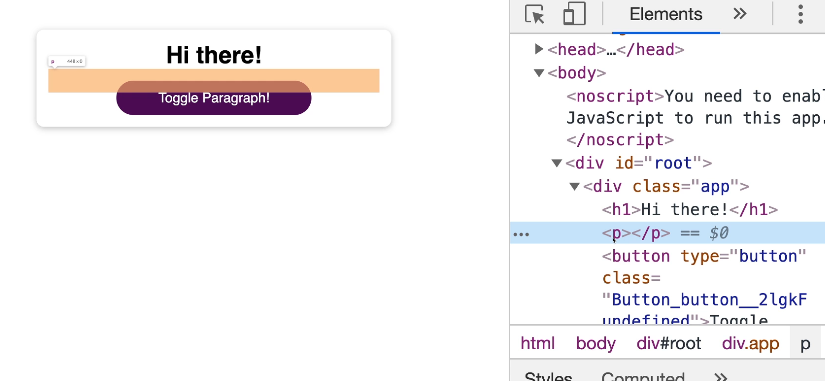 Hi there!
p 448 × 0
Toggle Paragraph!
Elements
<head>…</head>
<body>
<noscript>You need to enabl
JavaScript to run this app.
</noscript>
<div id="root">
<div class="app">
<h1>Hi there!</h1>
… <p></p> == $0
<button type="button"
class=
"Button_button__2lgkF
undefined">Toggle
html body div#root div.app p
Styles Computed